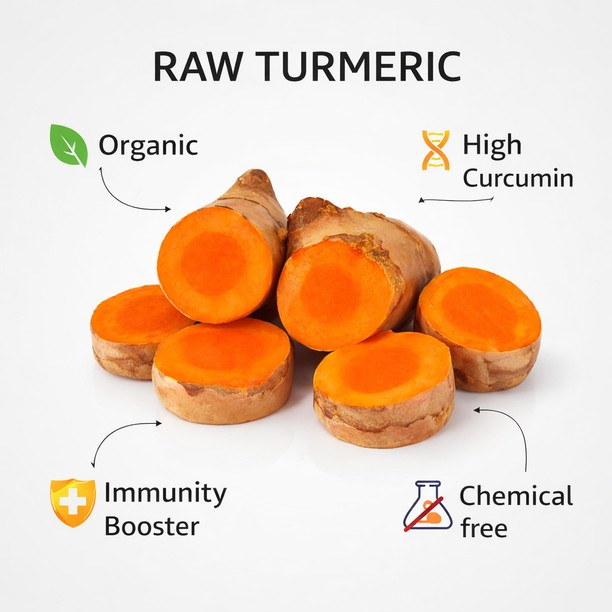 RAW TURMERIC
Organic
High
Curcumin
Immunity
Booster
Chemical
free